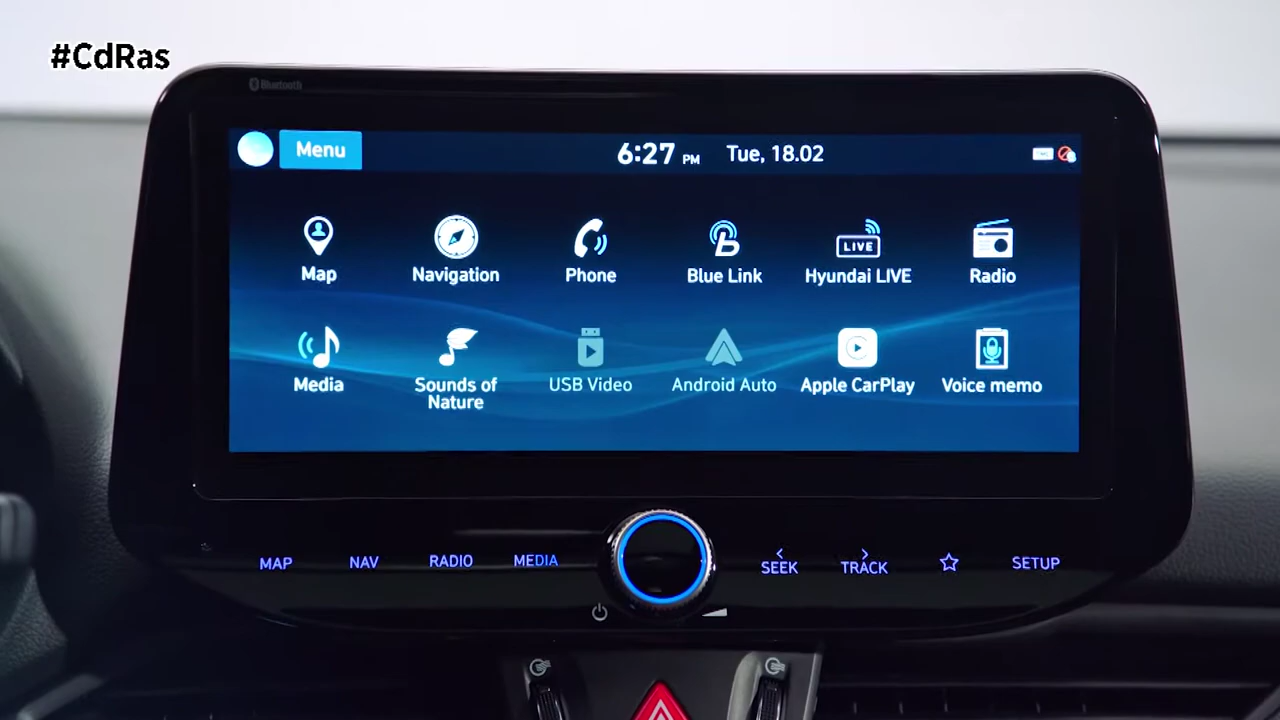 #CdRas
Bluetooth
Menu
6:27 PM Tue, 18.02
Map Navigation Phone Blue Link Hyundai LIVE Radio
LIVE
Media Sounds of Nature USB Video Android Auto Apple CarPlay Voice memo
MAP NAV RADIO MEDIA < SEEK > TRACK SETUP